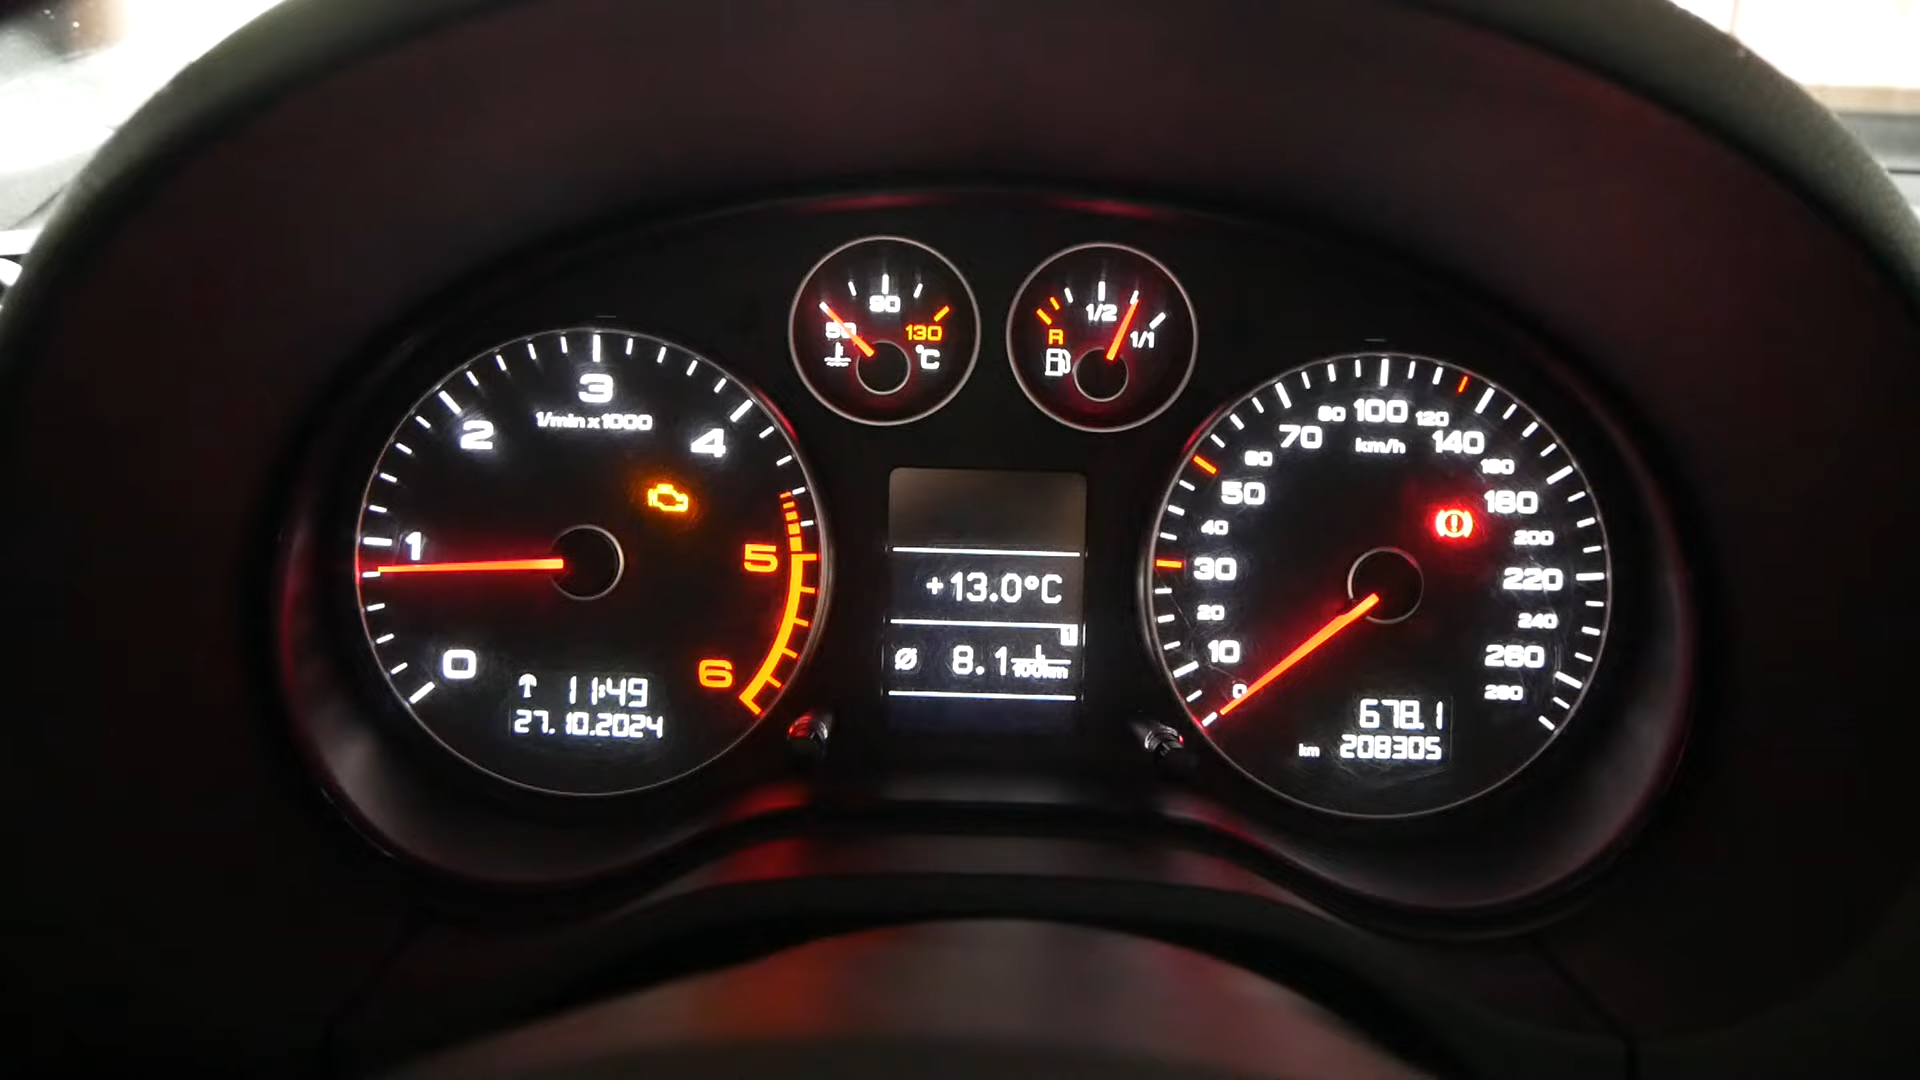 50 90 130 °C
R 1/2 1/1
0 1 2 3 4 5 6
1/min x 1000
11:49
27.10.2024
+13.0°C
1
Ø 8.1
0 10 20 30 40 50 60 70 80 100 120 140 160 180 200 220 240 260 280
km/h
678.1
km 208305